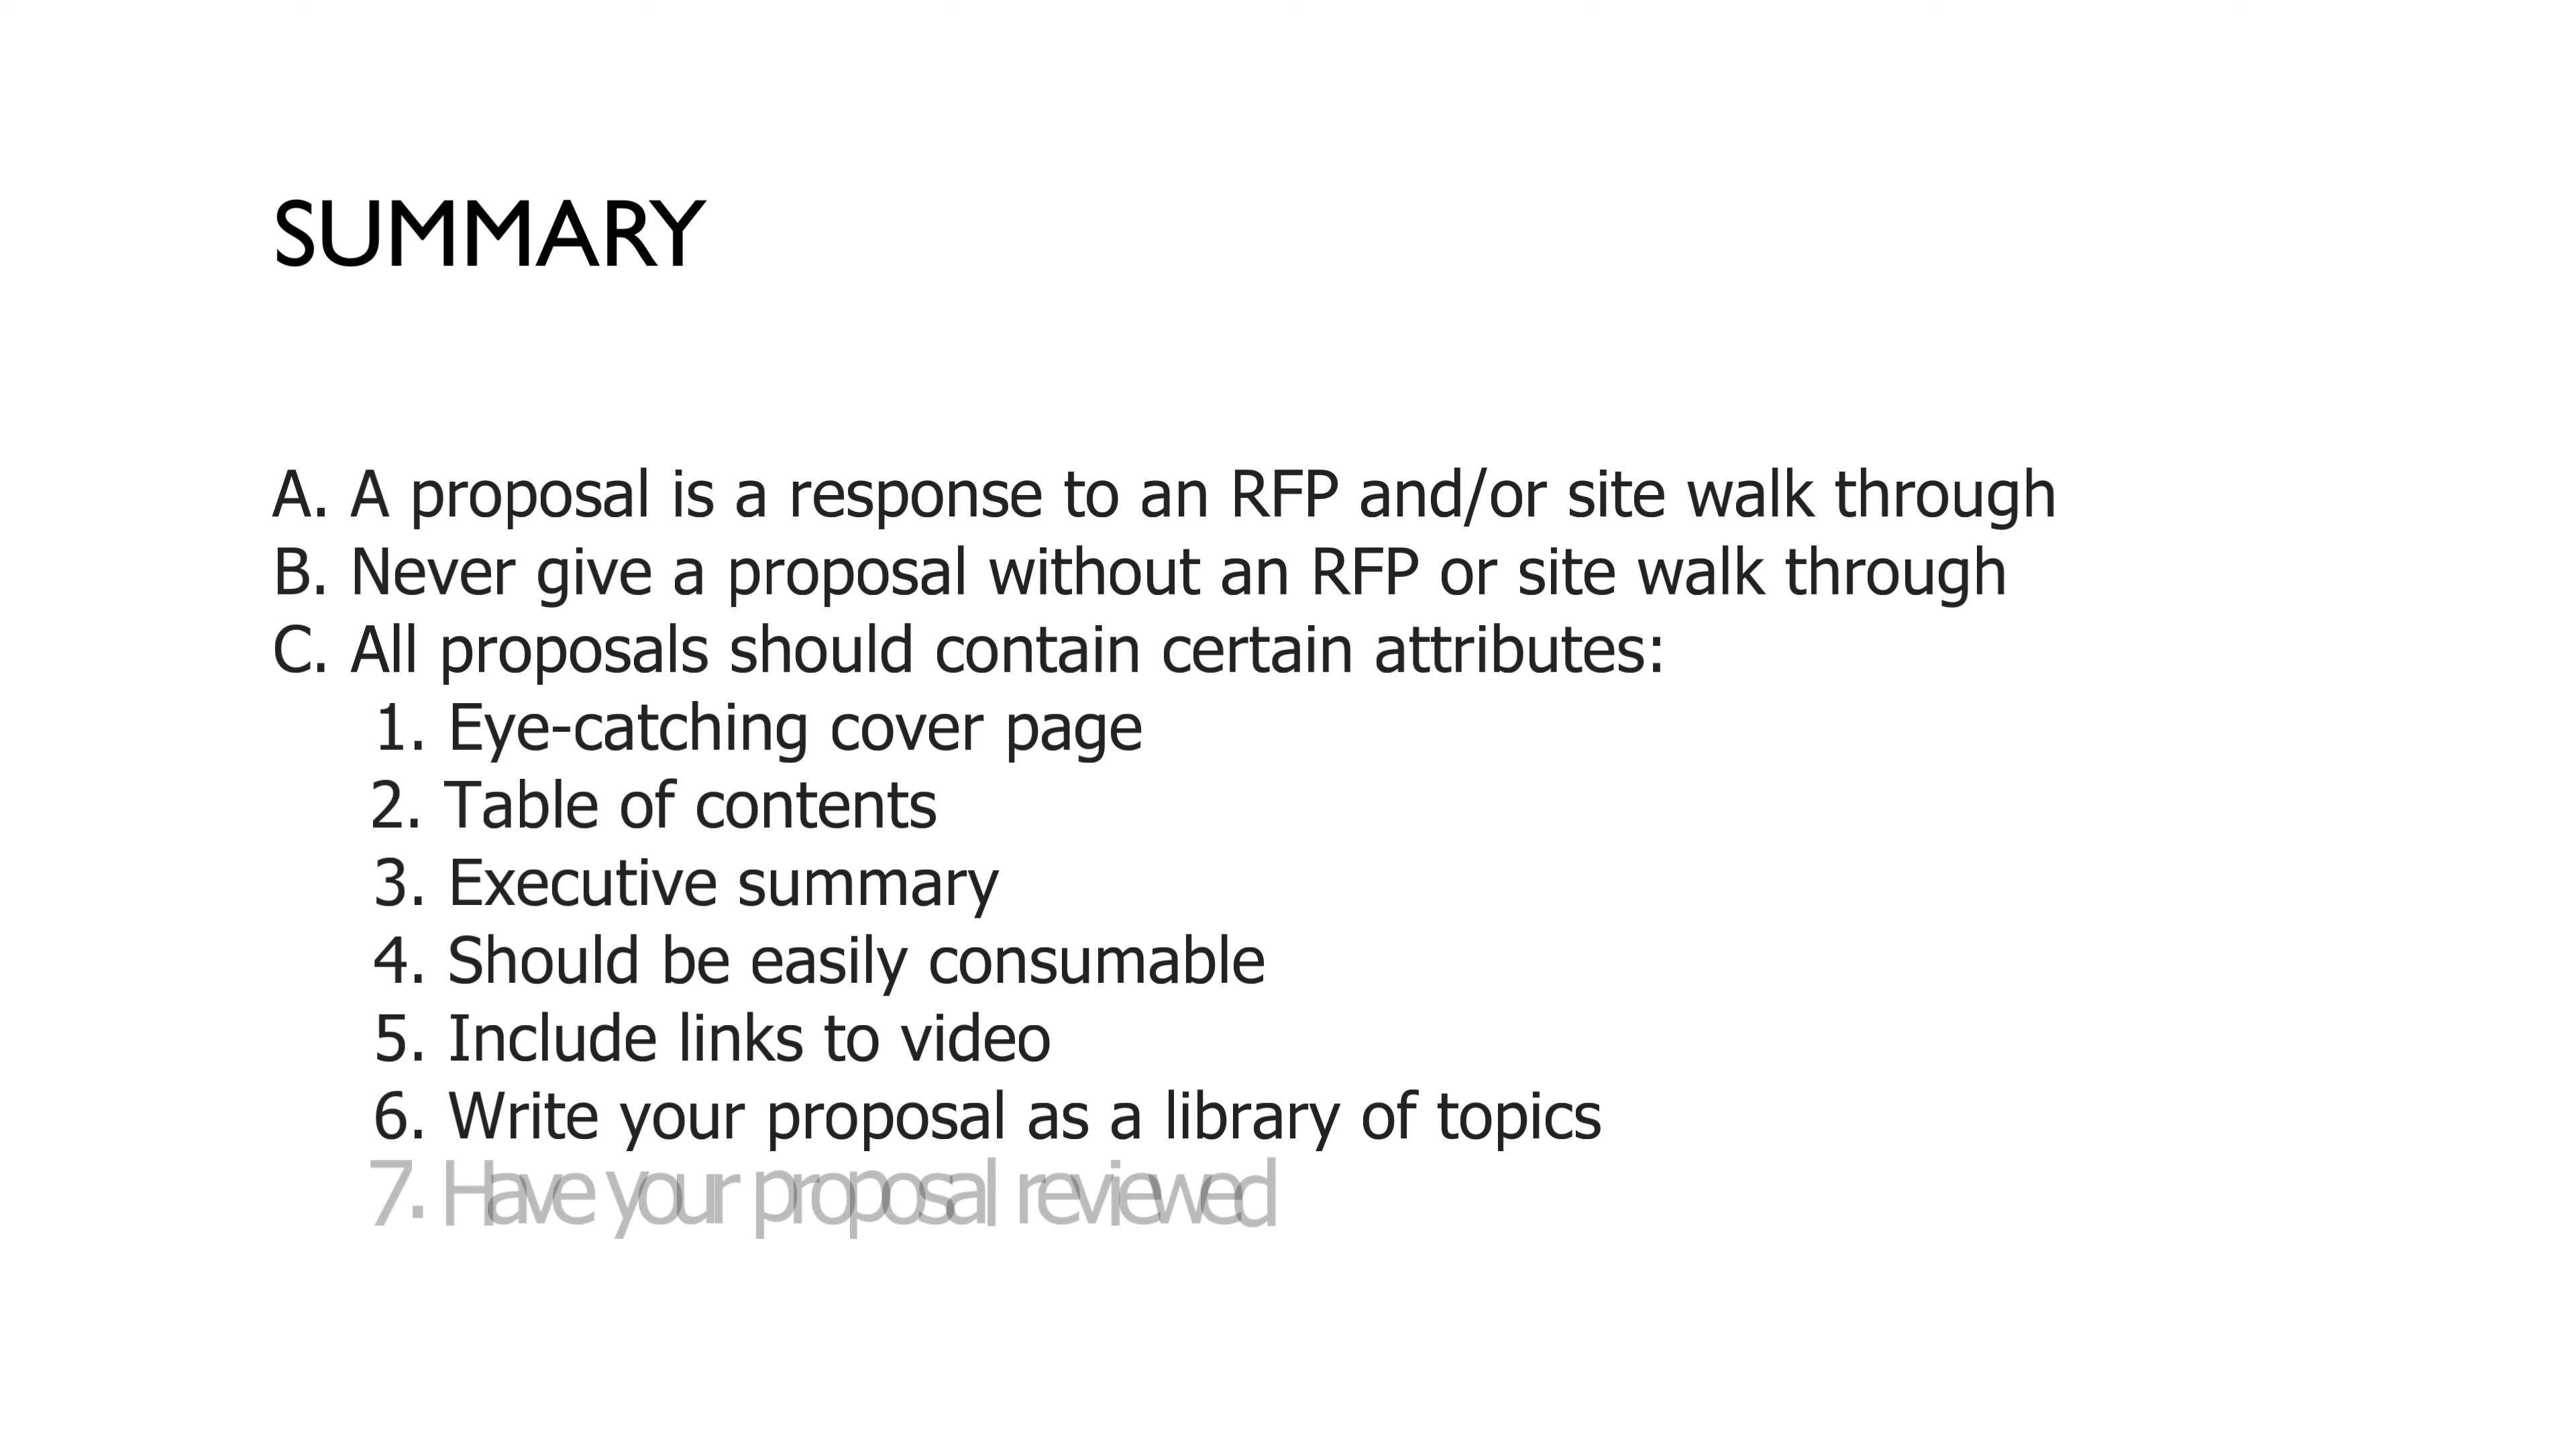 SUMMARY
A. A proposal is a response to an RFP and/or site walk through
B. Never give a proposal without an RFP or site walk through
C. All proposals should contain certain attributes:
1. Eye-catching cover page
2. Table of contents
3. Executive summary
4. Should be easily consumable
5. Include links to video
6. Write your proposal as a library of topics
7. Have your proposal reviewed